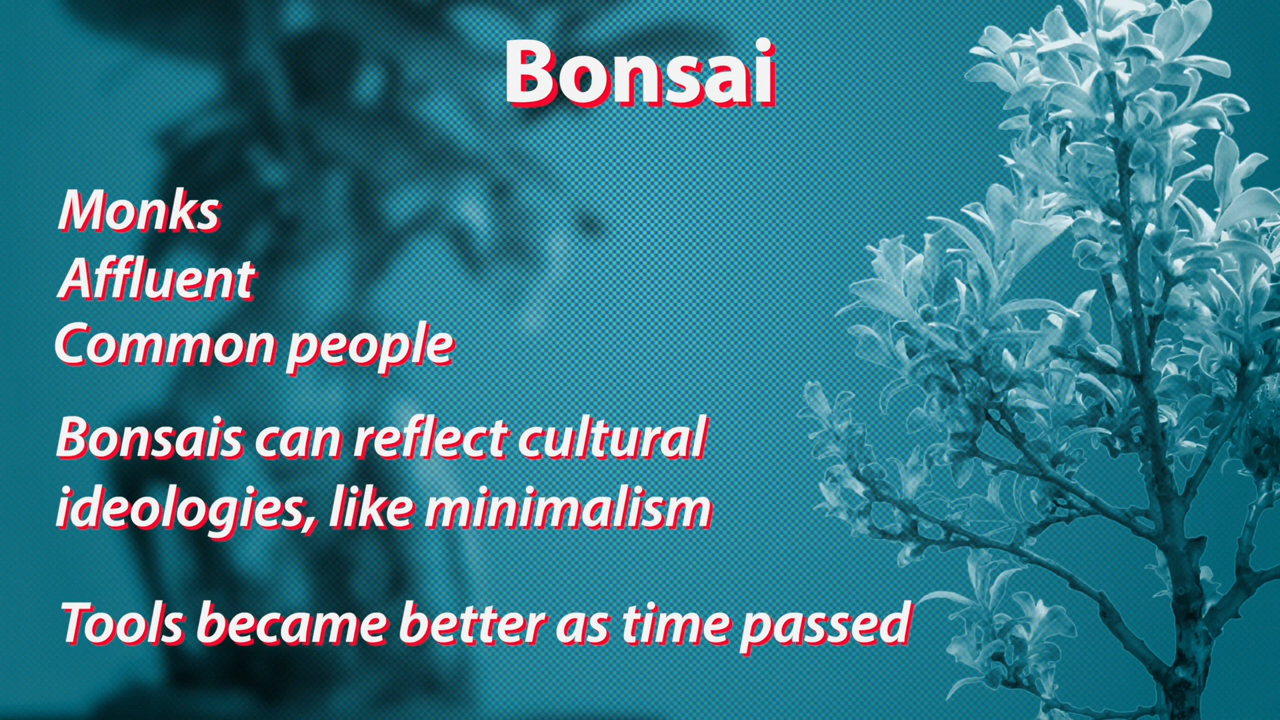 Bonsai
Monks
Affluent
Common people
Bonsais can reflect cultural
ideologies, like minimalism
Tools became better as time passed